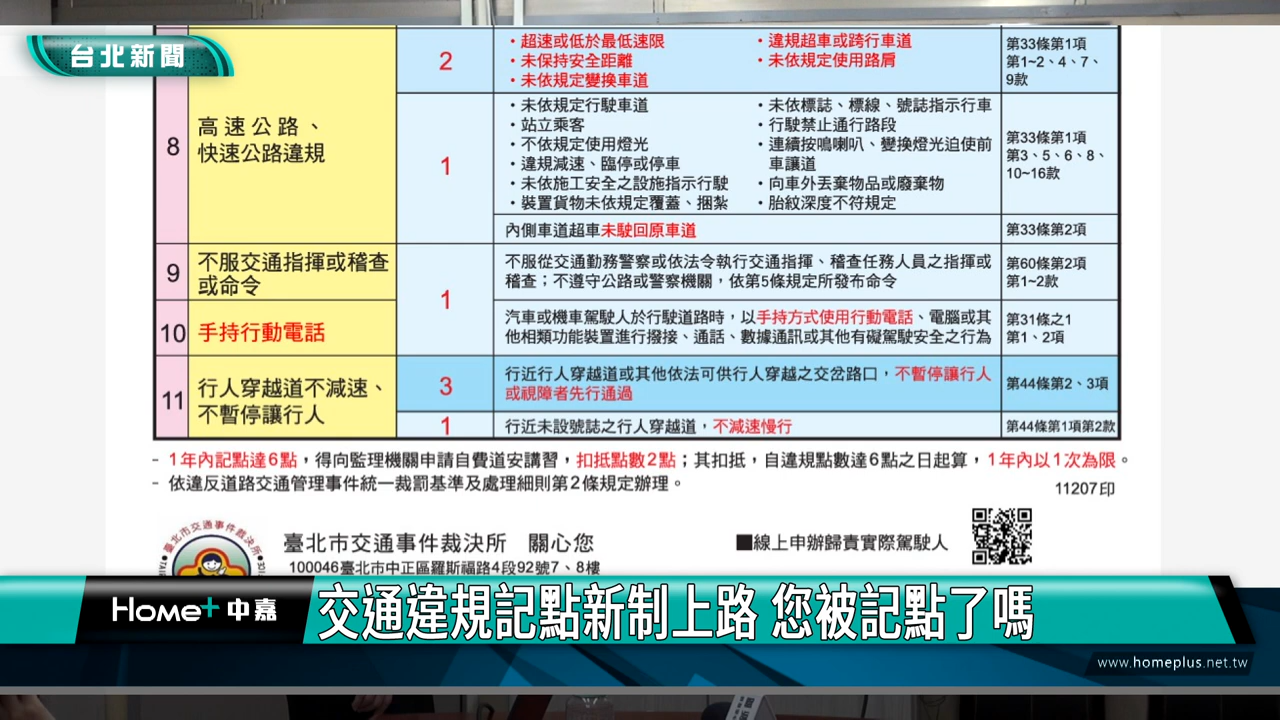 台北新聞
2
・超速或低於最低速限
・違規超車或跨行車道
・未保持安全距離
・未依規定使用路肩
・未依規定變換車道
第33條第1項
第1~2、4、7、
9款
8
高速公路、
快速公路違規
1
・未依規定行駛車道
・未依標誌、標線、號誌指示行車
・站立乘客
・行駛禁止通行路段
・不依規定使用燈光
・連續按鳴喇叭、變換燈光迫使前
車讓道
・違規減速、臨停或停車
・未依施工安全之設施指示行駛
・向車外丟棄物品或廢棄物
・裝置貨物未依規定覆蓋、捆紮
・胎紋深度不符規定
第33條第1項
第3、5、6、8、
10~16款
內側車道超車未駛回原車道
第33條第2項
9
不服交通指揮或稽查
或命令
1
不服從交通勤務警察或依法令執行交通指揮、稽查任務人員之指揮或
稽查；不遵守公路或警察機關，依第5條規定所發布命令
第60條第2項
第1~2款
10
手持行動電話
汽車或機車駕駛人於行駛道路時，以手持方式使用行動電話、電腦或其
他相類功能裝置進行撥接、通話、數據通訊或其他有礙駕駛安全之行為
第31條之1
第1、2項
11
行人穿越道不減速、
不暫停讓行人
3
行近行人穿越道或其他依法可供行人穿越之交岔路口，不暫停讓行人
或視障者先行通過
第44條第2、3項
1
行近未設號誌之行人穿越道，不減速慢行
第44條第1項第2款
- 1年內記點達6點，得向監理機關申請自費道安講習，扣抵點數2點；其扣抵，自違規點數達6點之日起算，1年內以1次為限。
- 依違反道路交通管理事件統一裁罰基準及處理細則第2條規定辦理。
11207印
臺北市交通事件裁決所
臺北市交通事件裁決所 關心您
100046臺北市中正區羅斯福路4段92號7、8樓
■線上申辦歸責實際駕駛人
Home+中嘉
交通違規記點新制上路 您被記點了嗎
www.homeplus.net.tw